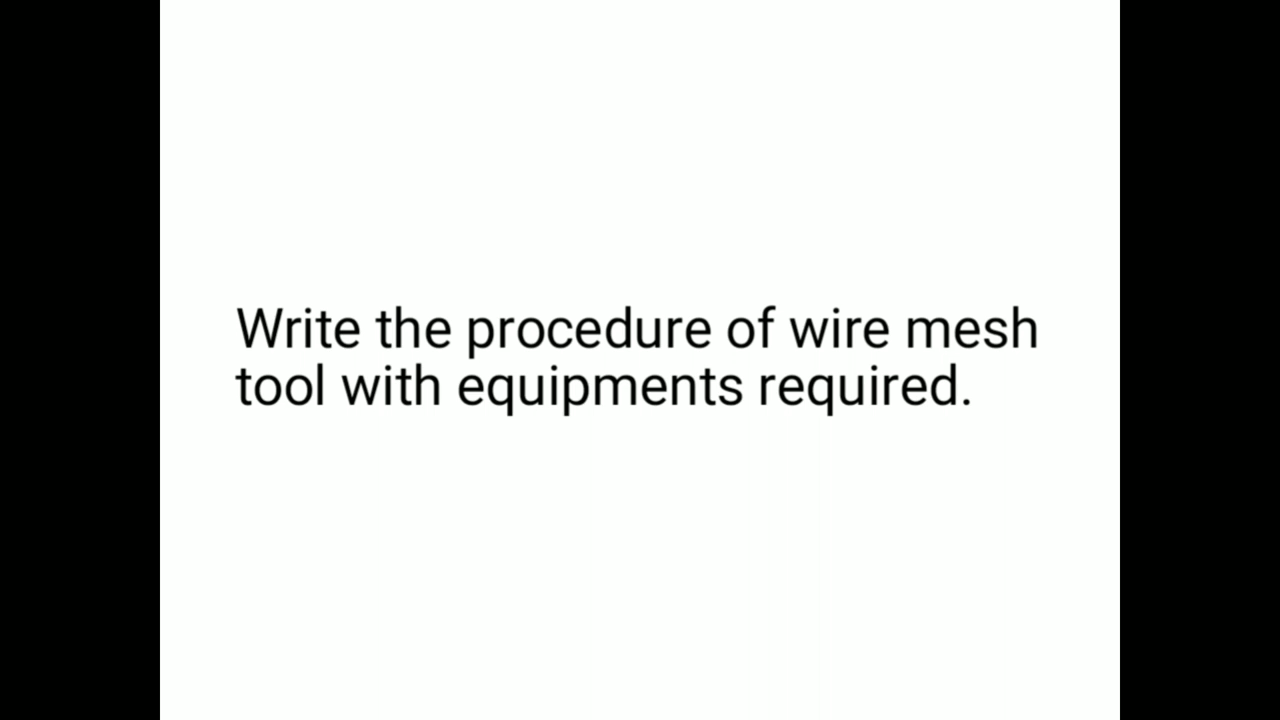 Write the procedure of wire mesh
tool with equipments required.